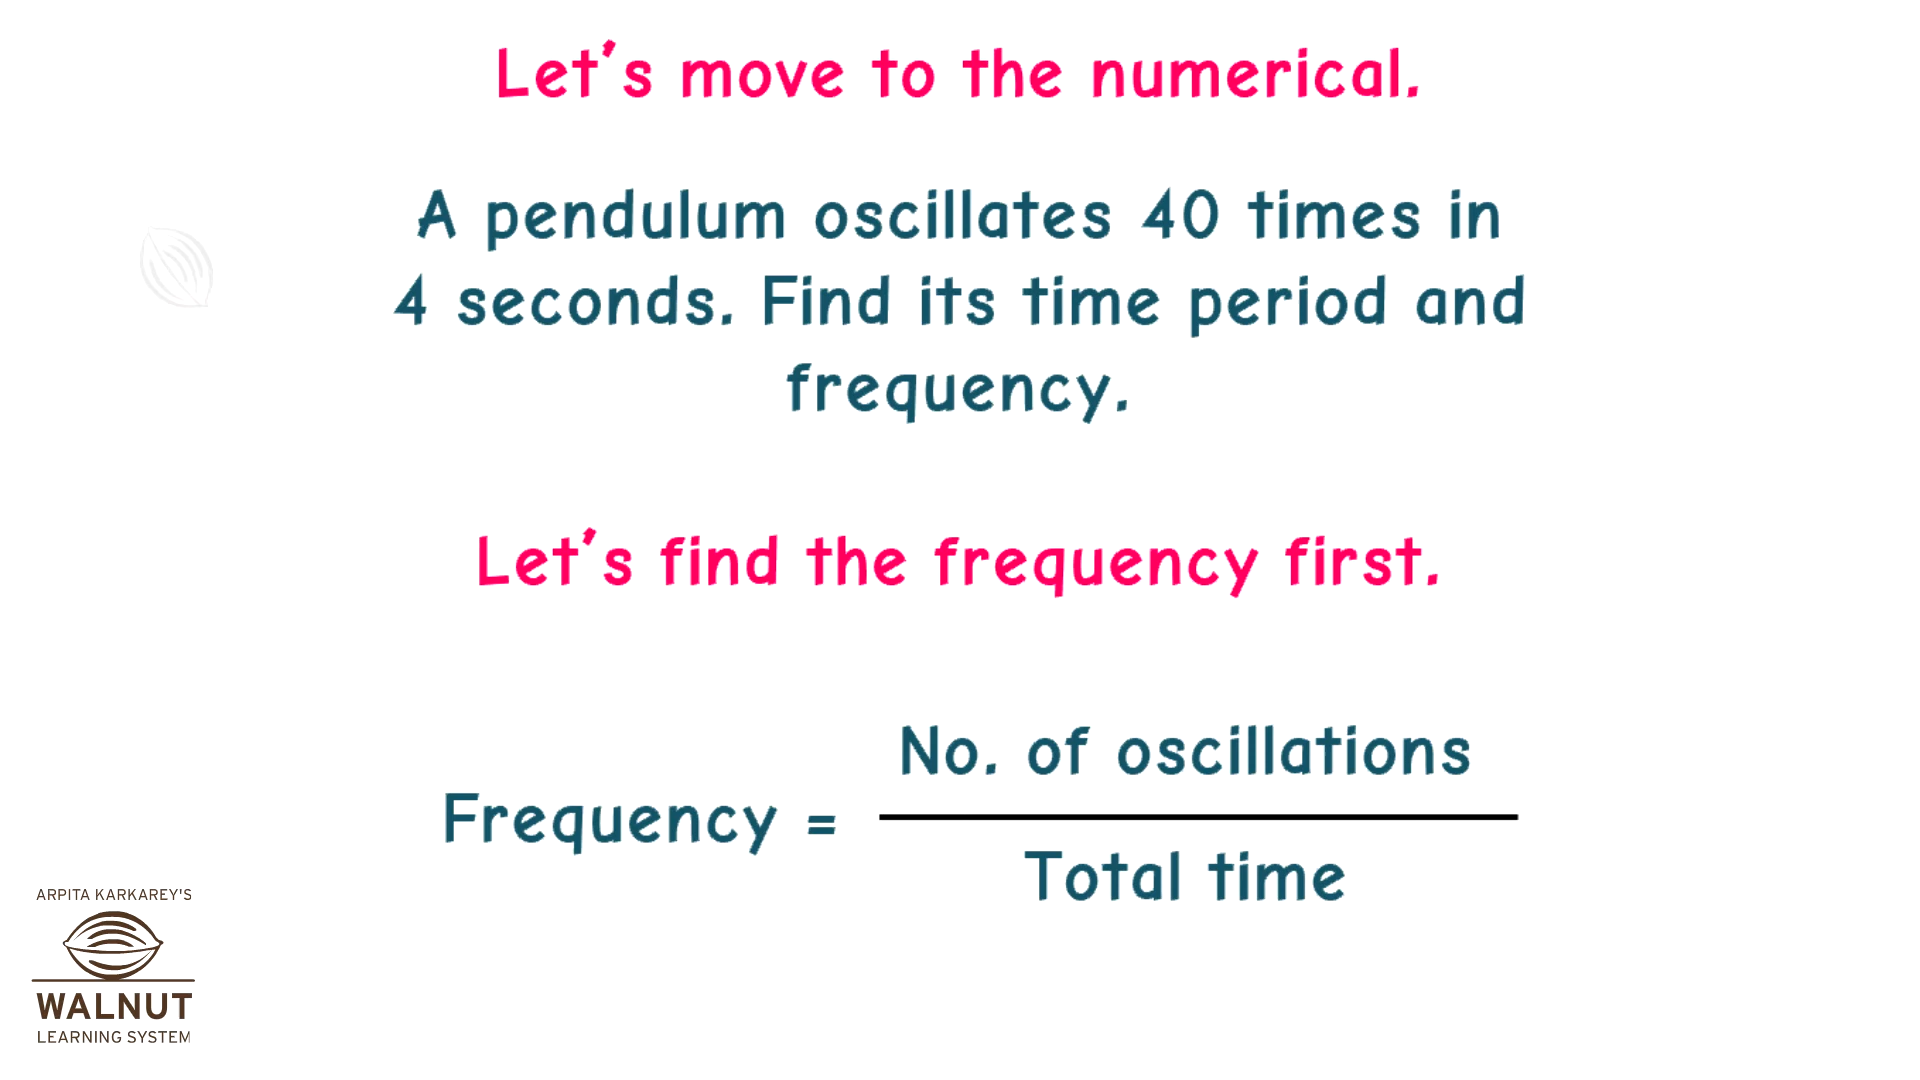 Let's move to the numerical.
A pendulum oscillates 40 times in
4 seconds. Find its time period and
frequency.
Let's find the frequency first.
No. of oscillations
Frequency =
Total time
ARPITA KARKAREY'S
WALNUT
LEARNING SYSTEM